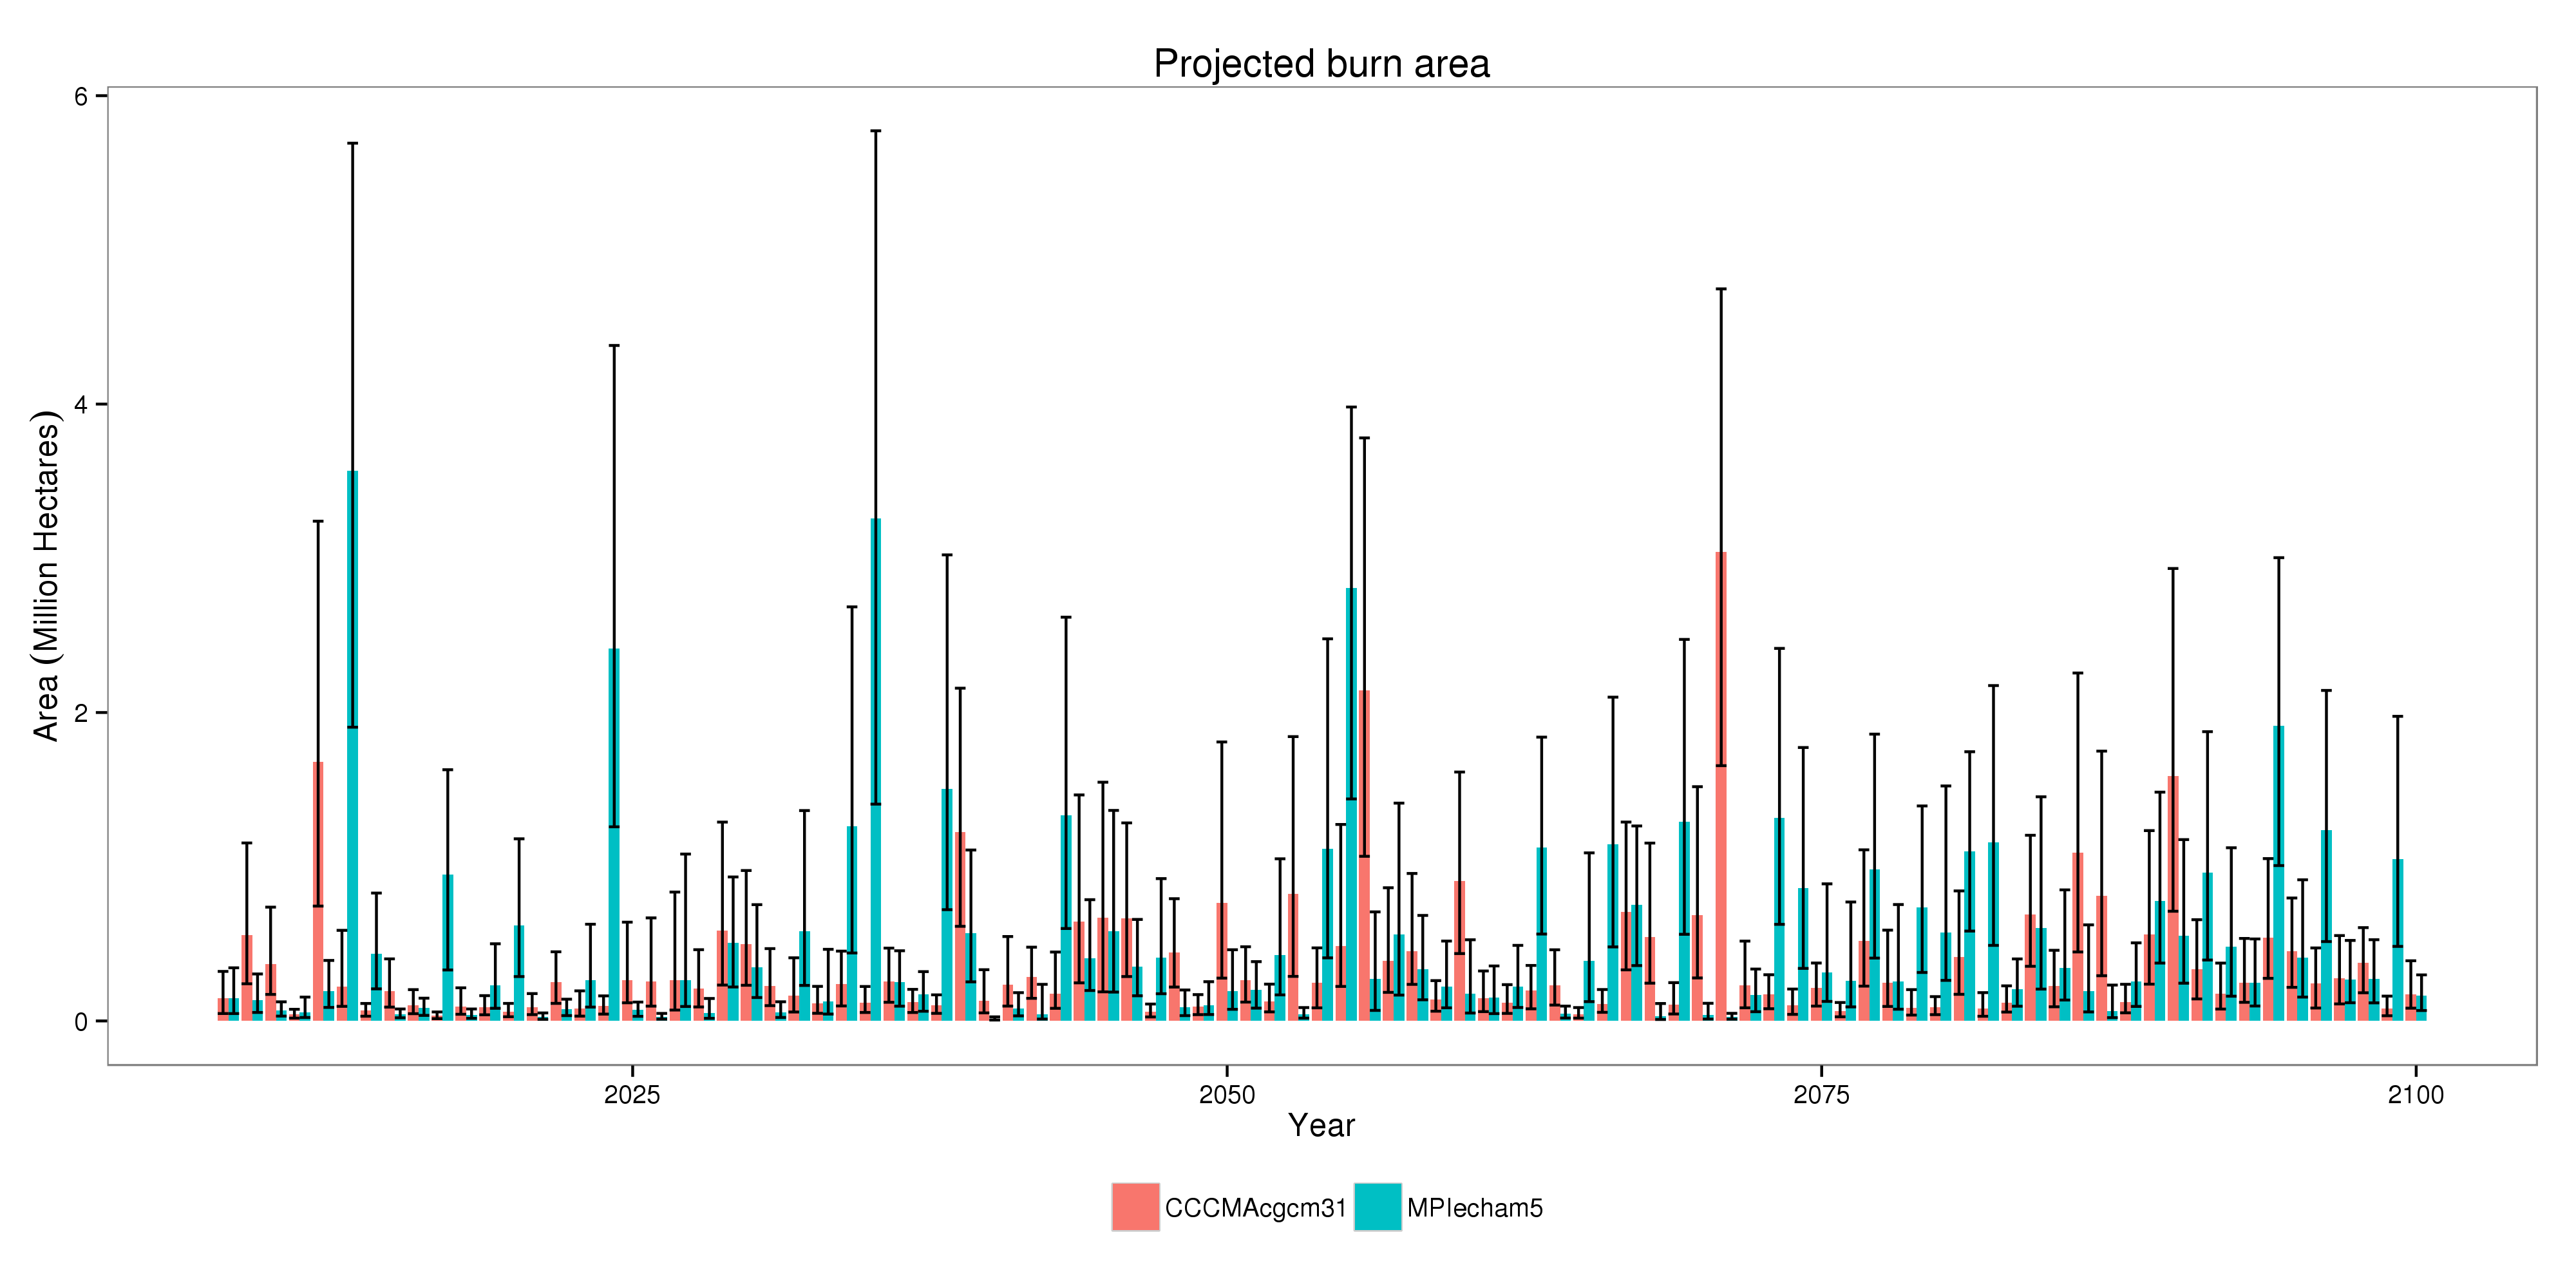 Projected burn area
6
4
2
0
Area (Million Hectares)
2025
2050
2075
2100
Year
CCCMAcgcm31
MPIecham5